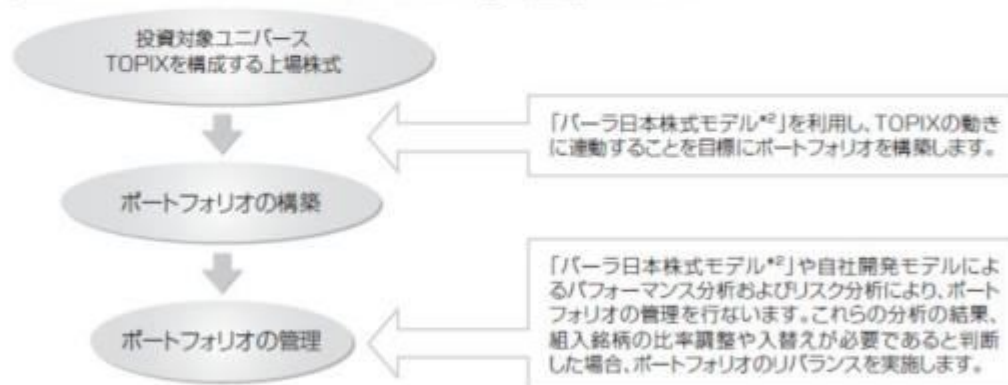 投資対象ユニバース
TOPIXを構成する上場株式
「バーラ日本株式モデル*2」を利用し、TOPIXの動き
に連動することを目標にポートフォリオを構築します。
ポートフォリオの構築
「バーラ日本株式モデル*2」や自社開発モデルによ
るパフォーマンス分析およびリスク分析により、ポート
フォリオの管理を行ないます。これらの分析の結果、
組入銘柄の比率調整や入替えが必要であると判断
した場合、ポートフォリオのリバランスを実施します。
ポートフォリオの管理